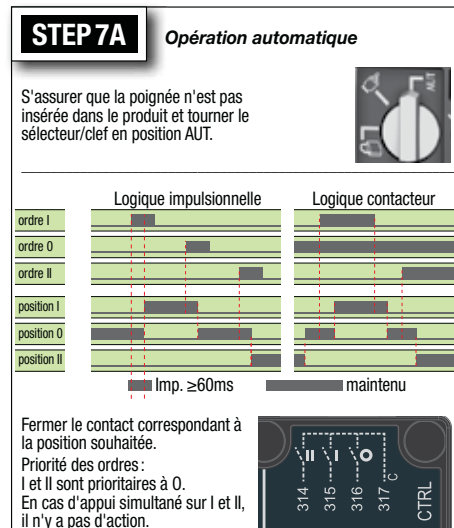 STEP 7A
Opération automatique
S'assurer que la poignée n'est pas
insérée dans le produit et tourner le
sélecteur/clef en position AUT.
AUT
Logique impulsionnelle
Logique contacteur
ordre I
ordre 0
ordre II
position I
position 0
position II
Imp. ≥60ms
maintenu
Fermer le contact correspondant à
la position souhaitée.
Priorité des ordres :
I et II sont prioritaires à 0.
En cas d'appui simultané sur I et II,
il n'y a pas d'action.
II I O
314 315 316 317 C
CTRL